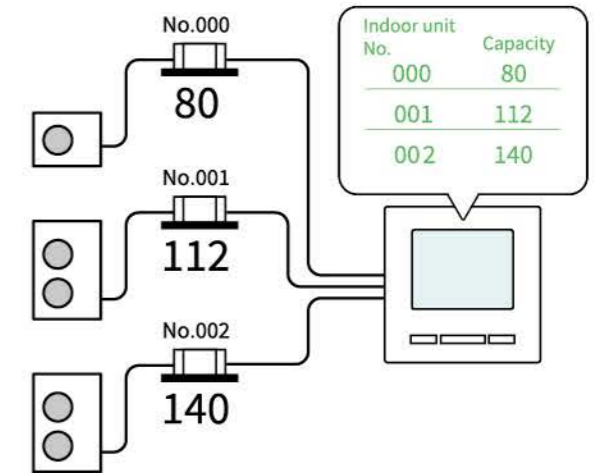 No.000
80
No.001
112
No.002
140
Indoor unit
No.
Capacity
000 80
001 112
002 140